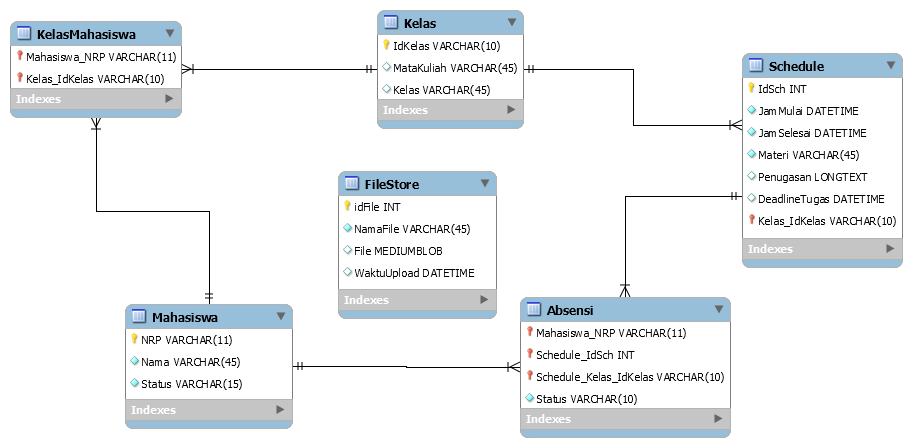 KelasMahasiswa
Mahasiswa_NRP VARCHAR(11)
Kelas_IdKelas VARCHAR(10)
Indexes
Kelas
IdKelas VARCHAR(10)
MataKuliah VARCHAR(45)
Kelas VARCHAR(45)
Indexes
Schedule
IdSch INT
JamMulai DATETIME
JamSelesai DATETIME
Materi VARCHAR(45)
Penugasan LONGTEXT
DeadlineTugas DATETIME
Kelas_IdKelas VARCHAR(10)
Indexes
FileStore
idFile INT
NamaFile VARCHAR(45)
File MEDIUMBLOB
WaktuUpload DATETIME
Indexes
Mahasiswa
NRP VARCHAR(11)
Nama VARCHAR(45)
Status VARCHAR(15)
Indexes
Absensi
Mahasiswa_NRP VARCHAR(11)
Schedule_IdSch INT
Schedule_Kelas_IdKelas VARCHAR(10)
Status VARCHAR(10)
Indexes